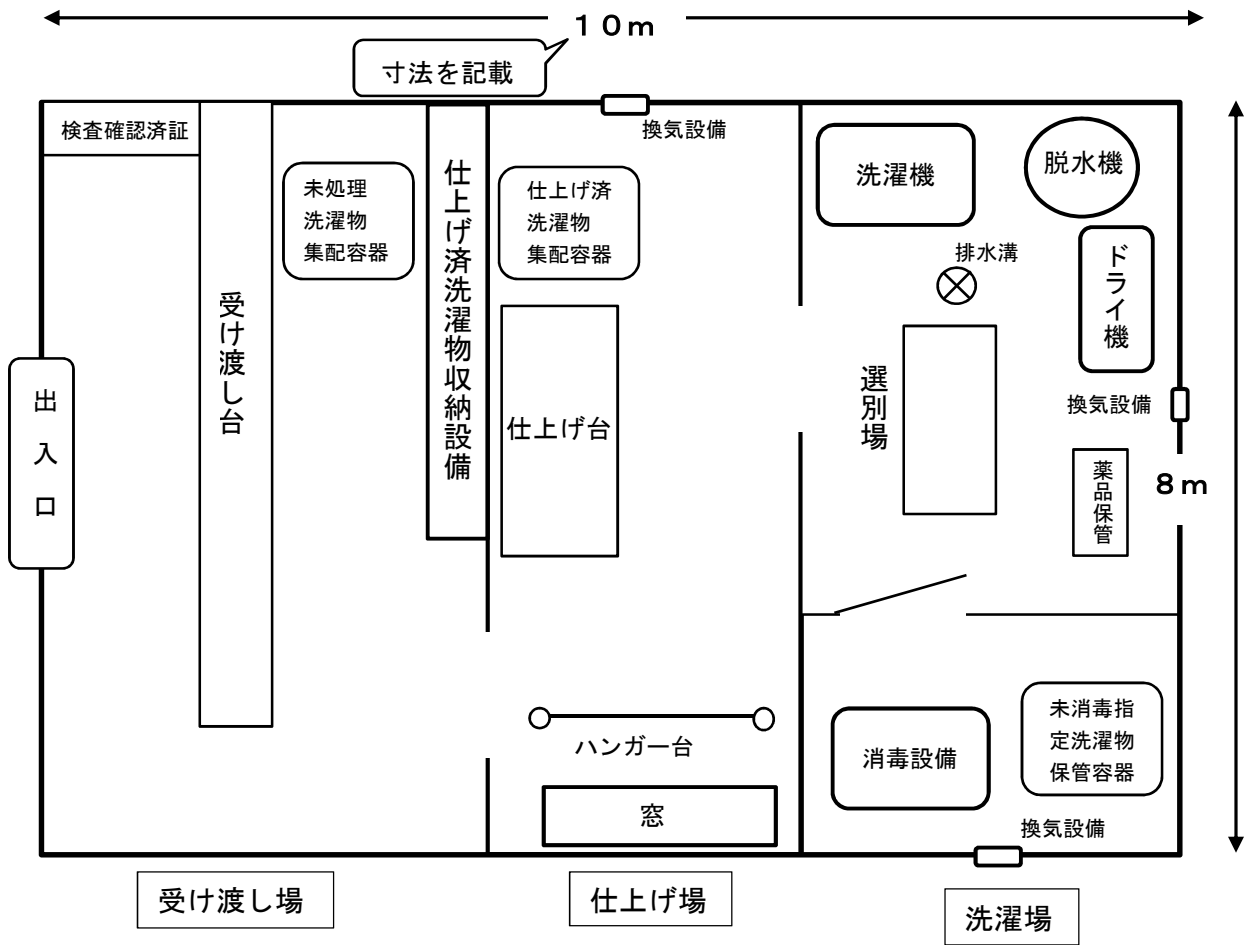 １０ｍ
寸法を記載
検査確認済証
換気設備
未処理
洗濯物
集配容器
仕上げ済洗濯物収納設備
仕上げ済
洗濯物
集配容器
洗濯機
脱水機
排水溝
ドライ機
受け渡し台
出入口
仕上げ台
選別場
換気設備
薬品保管
８ｍ
ハンガー台
窓
消毒設備
未消毒指
定洗濯物
保管容器
換気設備
受け渡し場
仕上げ場
洗濯場